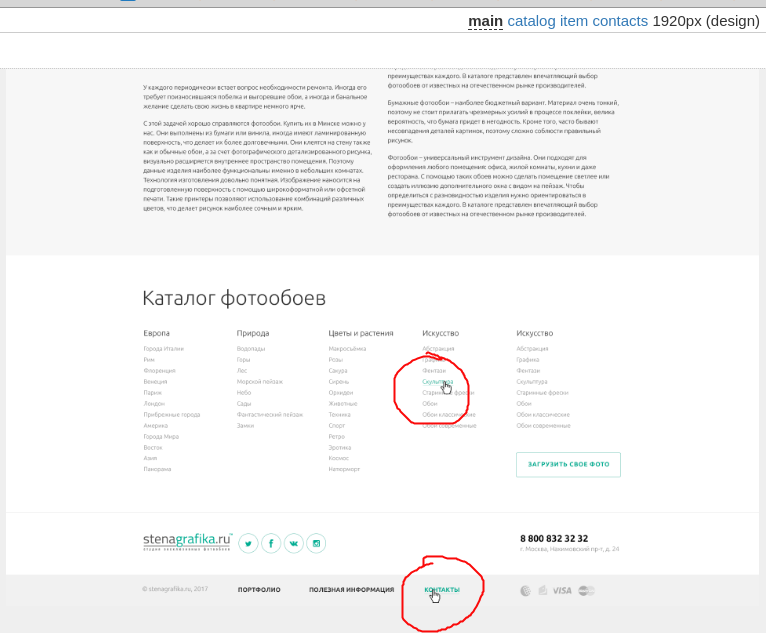 main catalog item contacts 1920px (design)
У каждого периодически встает вопрос необходимости ремонта. Иногда его
требует поизносившаяся побелка и выгоревшие обои, а иногда и банальное
желание сделать свою жизнь в квартире немного ярче.
С этой задачей хорошо справляются фотообои. Купить их в Минске можно у
нас. Они выполнены из бумаги или винила, иногда имеют ламинированную
поверхность, что делает их более долговечными. Они клеятся на стену так же
как и обычные обои, а за счет фотографического детализированного рисунка,
визуально расширяется внутреннее пространство помещения. Поэтому
данные изделия наиболее функциональны именно в небольших комнатах.
Технология изготовления довольно понятная. Изображение наносится на
подготовленную поверхность с помощью широкоформатной или офсетной
печати. Такие принтеры позволяют использование комбинаций различных
цветов, что делает рисунок наиболее сочным и ярким.
преимуществах каждого. В каталоге представлен впечатляющий выбор
фотообоев от известных на отечественном рынке производителей.
Бумажные фотообои – наиболее бюджетный вариант. Материал очень тонкий,
поэтому не стоит прилагать чрезмерных усилий в процессе поклейки, велика
вероятность, что бумага придет в негодность. Кроме того, часто бывают
несовпадения деталей картинок, поэтому сложно соблюсти правильный
рисунок.
Фотообои – универсальный инструмент дизайна. Они подходят для
оформления любого помещения: офиса, жилой комнаты, кухни и даже
ресторана. С помощью таких обоев можно сделать помещение светлее или
создать иллюзию дополнительного окна с видом на пейзаж. Чтобы
определиться с разновидностью изделия нужно ориентироваться в
преимуществах каждого. В каталоге представлен впечатляющий выбор
фотообоев от известных на отечественном рынке производителей.
Каталог фотообоев
Европа
Города Италии
Рим
Флоренция
Венеция
Париж
Лондон
Прибрежные города
Америка
Города Мира
Восток
Азия
Панорама
Природа
Водопады
Горы
Лес
Морской пейзаж
Небо
Сады
Фантастический пейзаж
Замки
Цветы и растения
Макросъёмка
Розы
Сакура
Сирень
Орхидеи
Животные
Техника
Спорт
Ретро
Эротика
Космос
Натюрморт
Искусство
Абстракция
Графика
Фентази
Скульптура
Старинные фрески
Обои
Обои классические
Обои современные
Искусство
Абстракция
Графика
Фентази
Скульптура
Старинные фрески
Обои
Обои классические
Обои современные
ЗАГРУЗИТЬ СВОЕ ФОТО
stenagrafika.ru
студия эксклюзивных фотообоев
8 800 832 32 32
г. Москва, Нахимовский пр-т, д. 24
© stenagrafika.ru, 2017
ПОРТФОЛИО
ПОЛЕЗНАЯ ИНФОРМАЦИЯ
КОНТАКТЫ
VISA